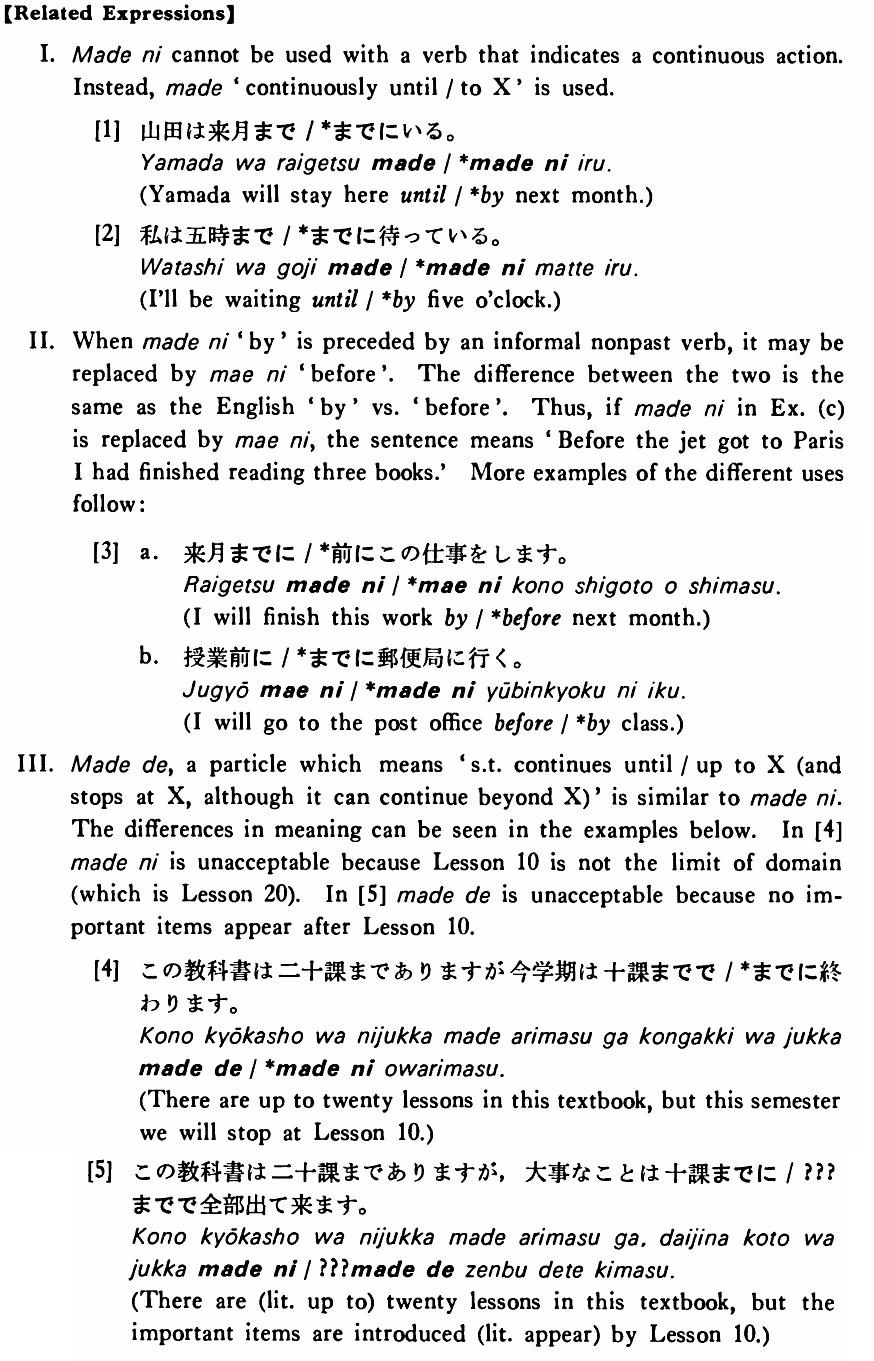 【Related Expressions】
I. Made ni cannot be used with a verb that indicates a continuous action.
Instead, made ‘continuously until / to X’ is used.
[1] 山田は来月まで / *までにいる。
Yamada wa raigetsu made / *made ni iru.
(Yamada will stay here until / *by next month.)
[2] 私は五時まで / *までに待っている。
Watashi wa goji made / *made ni matte iru.
(I’ll be waiting until / *by five o’clock.)
II. When made ni ‘by’ is preceded by an informal nonpast verb, it may be
replaced by mae ni ‘before’. The difference between the two is the
same as the English ‘by’ vs. ‘before’. Thus, if made ni in Ex. (c)
is replaced by mae ni, the sentence means ‘Before the jet got to Paris
I had finished reading three books.’ More examples of the different uses
follow:
[3] a. 来月までに / *前にこの仕事をします。
Raigetsu made ni / *mae ni kono shigoto o shimasu.
(I will finish this work by / *before next month.)
b. 授業前に / *までに郵便局に行く。
Jugyō mae ni / *made ni yūbinkyoku ni iku.
(I will go to the post office before / *by class.)
III. Made de, a particle which means ‘s.t. continues until / up to X (and
stops at X, although it can continue beyond X)’ is similar to made ni.
The differences in meaning can be seen in the examples below. In [4]
made ni is unacceptable because Lesson 10 is not the limit of domain
(which is Lesson 20). In [5] made de is unacceptable because no im-
portant items appear after Lesson 10.
[4] この教科書は二十課までありますが今学期は十課までで / *までに終
わります。
Kono kyōkasho wa nijukka made arimasu ga kongakki wa jukka
made de / *made ni owarimasu.
(There are up to twenty lessons in this textbook, but this semester
we will stop at Lesson 10.)
[5] この教科書は二十課までありますが, 大事なことは十課までに / ???
までで全部出て来ます。
Kono kyōkasho wa nijukka made arimasu ga, daijina koto wa
jukka made ni / ???made de zenbu dete kimasu.
(There are (lit. up to) twenty lessons in this textbook, but the
important items are introduced (lit. appear) by Lesson 10.)